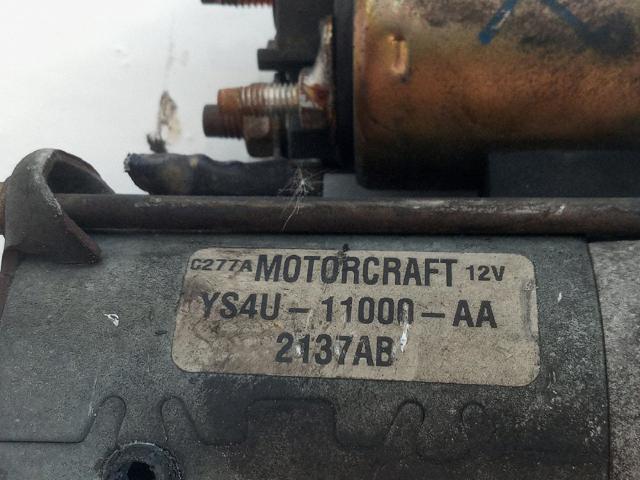 C277A MOTORCRAFT 12V
YS4U-11000-AA
2137AB